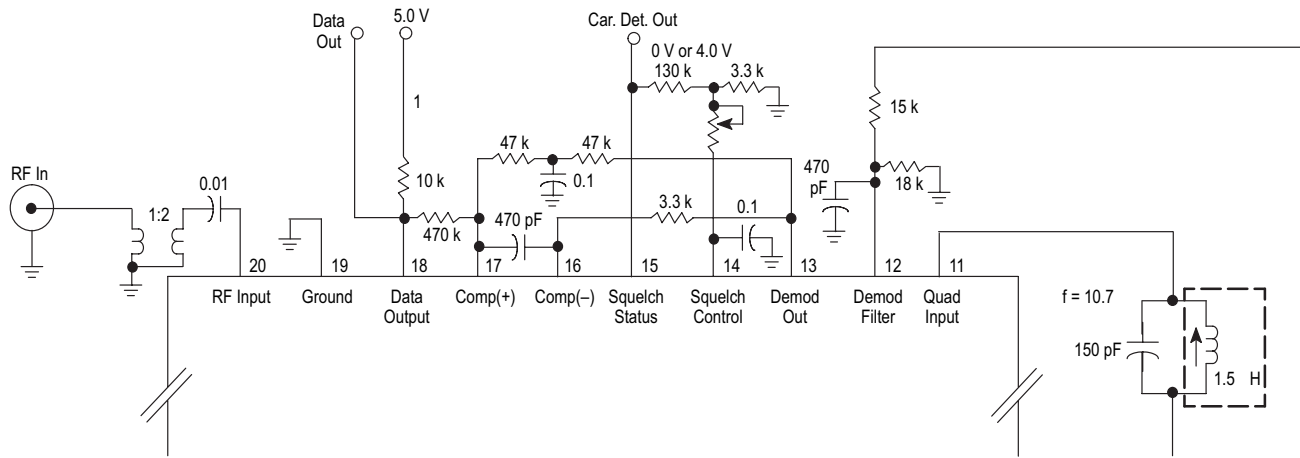 Data
Out
5.0 V
Car. Det. Out
0 V or 4.0 V
130 k
3.3 k
1
15 k
47 k
47 k
RF In
0.01
1:2
10 k
0.1
470
pF
18 k
470 k
470 pF
3.3 k
0.1
20
19
18
17
16
15
14
13
12
11
RF Input
Ground
Data
Output
Comp(+)
Comp(–)
Squelch
Status
Squelch
Control
Demod
Out
Demod
Filter
Quad
Input
f = 10.7
150 pF
1.5 H